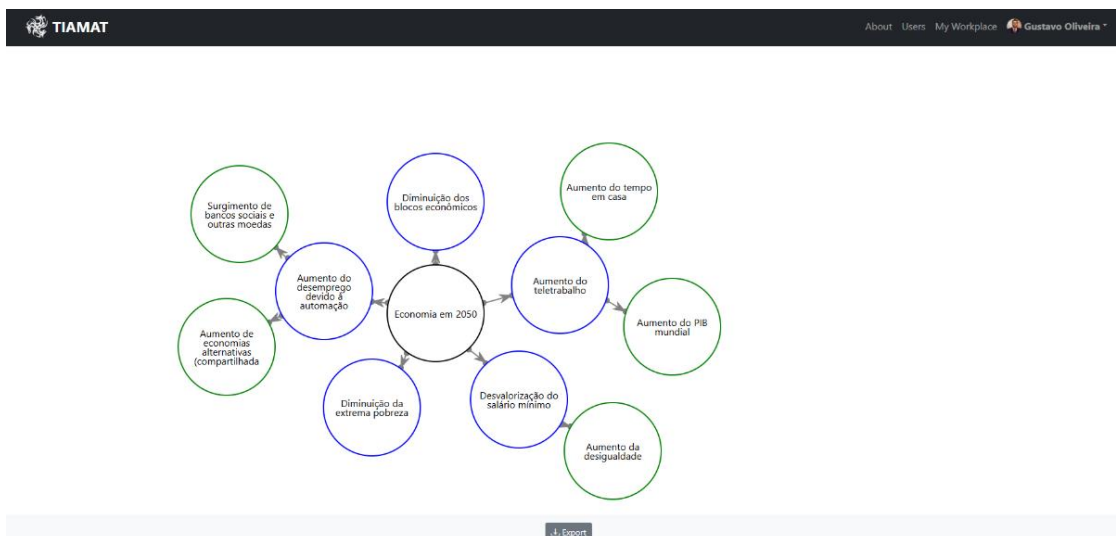 TIAMAT
About Users My Workplace Gustavo Oliveira
Aumento do tempo
em casa
Diminuição dos
blocos econômicos
Surgimento de
bancos sociais e
outras moedas
Aumento do
desemprego
devido á
automação
Aumento do
teletrabalho
Economia em 2050
Aumento do PIB
mundial
Aumento de
economias
alternativas
(compartilhada
Diminuição da
extrema pobreza
Desvalorização do
salário mínimo
Aumento da
desigualdade
Export